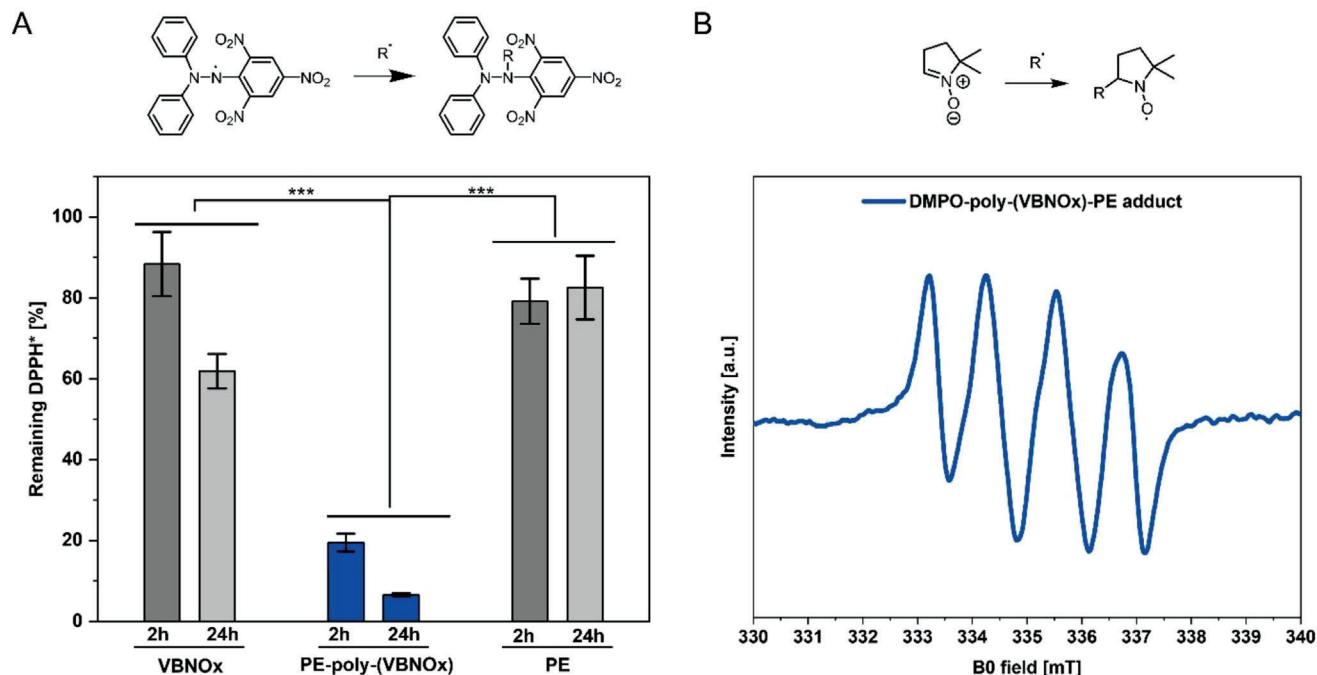 A
NO₂
R•
R
NO₂
N
N•
NO₂
N
N
NO₂
O₂N
O₂N
***
***
100
80
60
40
20
0
Remaining DPPH* [%]
2h
24h
2h
24h
2h
24h
VBNOx
PE-poly-(VBNOx)
PE
B
R•
N
⊕
O
⊖
R
N
O•
DMPO-poly-(VBNOx)-PE adduct
Intensity [a.u.]
330
331
332
333
334
335
336
337
338
339
340
B0 field [mT]